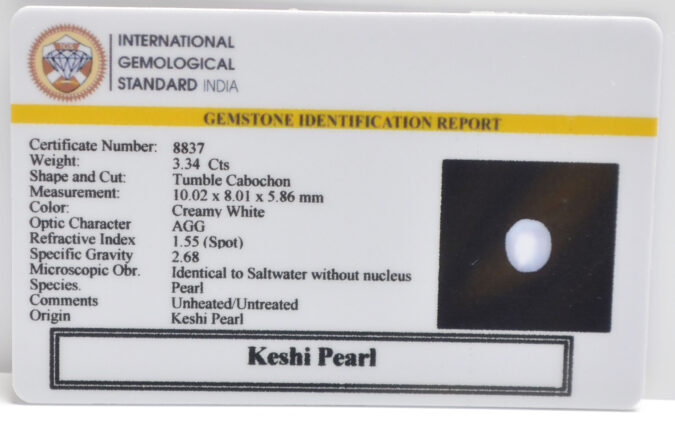 INTERNATIONAL
GEMOLOGICAL
STANDARD INDIA
GEMSTONE IDENTIFICATION REPORT
Certificate Number: 8837
Weight: 3.34 Cts
Shape and Cut: Tumble Cabochon
Measurement: 10.02 x 8.01 x 5.86 mm
Color: Creamy White
Optic Character AGG
Refractive Index 1.55 (Spot)
Specific Gravity 2.68
Microscopic Obr. Identical to Saltwater without nucleus
Species. Pearl
Comments Unheated/Untreated
Origin Keshi Pearl
Keshi Pearl